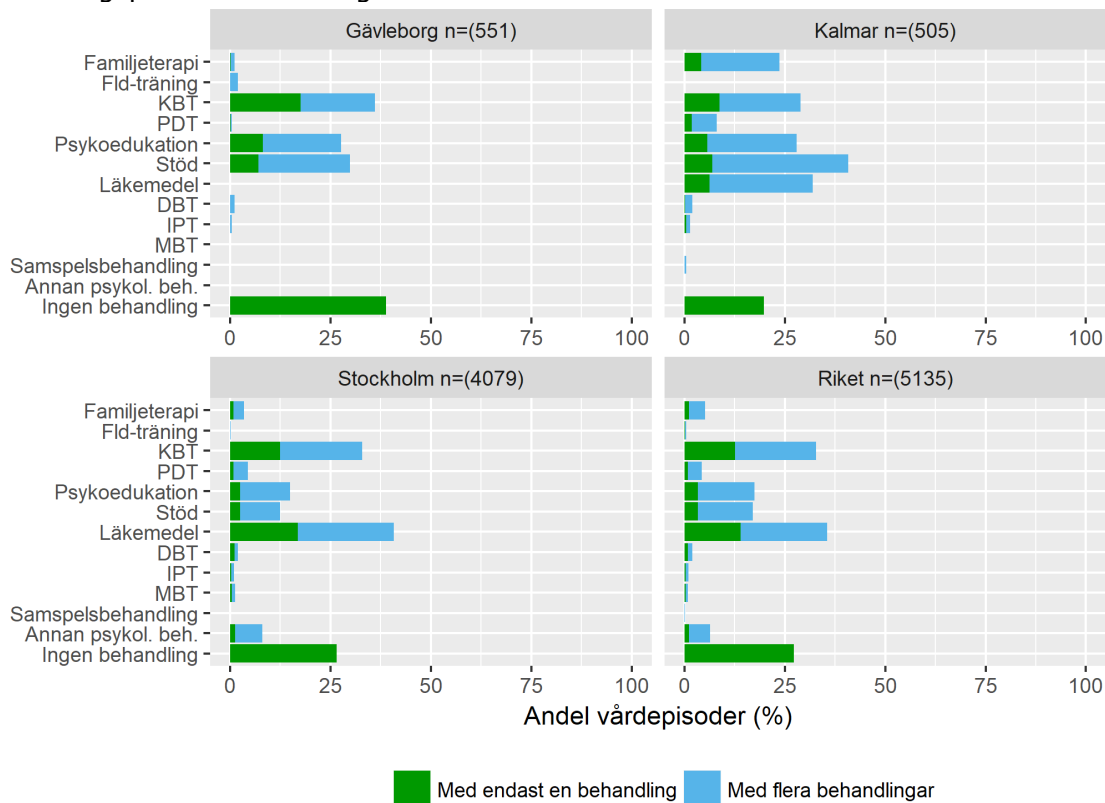 Gävleborg n=(551)
Kalmar n=(505)
Familjeterapi
Fld-träning
KBT
PDT
Psykoedukation
Stöd
Läkemedel
DBT
IPT
MBT
Samspelsbehandling
Annan psykol. beh.
Ingen behandling
0 25 50 75 100
0 25 50 75 100
Stockholm n=(4079)
Riket n=(5135)
Familjeterapi
Fld-träning
KBT
PDT
Psykoedukation
Stöd
Läkemedel
DBT
IPT
MBT
Samspelsbehandling
Annan psykol. beh.
Ingen behandling
0 25 50 75 100
0 25 50 75 100
Andel vårdepisoder (%)
Med endast en behandling
Med flera behandlingar